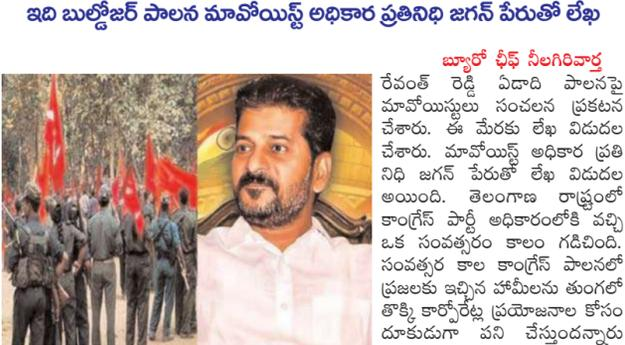 ఇది బుల్డోజర్ పాలన మావోయిస్ట్ అధికార ప్రతినిధి జగన్ పేరుతో లేఖ
బ్యూరో ఛీఫ్ నీలగిరివార్త
రేవంత్ రెడ్డి ఏడాది పాలనపై
మావోయిస్టులు సంచలన ప్రకటన
చేశారు. ఈ మేరకు లేఖ విడుదల
చేశారు. మావోయిస్ట్ అధికార ప్రతి
నిధి జగన్ పేరుతో లేఖ విడుదల
అయింది. తెలంగాణ రాష్ట్రంలో
కాంగ్రేస్ పార్టీ అధికారంలోకి వచ్చి
ఒక సంవత్సరం కాలం గడిచింది.
సంవత్సర కాల కాంగ్రేస్ పాలనలో
ప్రజలకు ఇచ్చిన హామీలను తుంగలో
తొక్కి కార్పోరేట్ల ప్రయోజనాల కోసం
దూకుడుగా పని చేస్తుందన్నారు